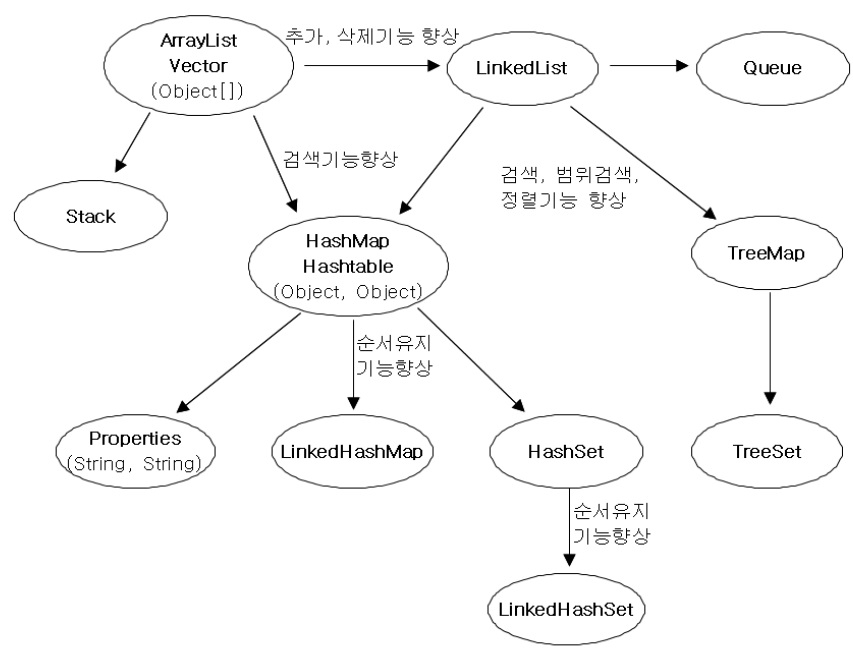 ArrayList
Vector
(Object[])
추가, 삭제기능 향상
LinkedList
Queue
검색기능향상
검색, 범위검색,
정렬기능 향상
Stack
HashMap
Hashtable
(Object, Object)
TreeMap
순서유지
기능향상
Properties
(String, String)
LinkedHashMap
HashSet
TreeSet
순서유지
기능향상
LinkedHashSet